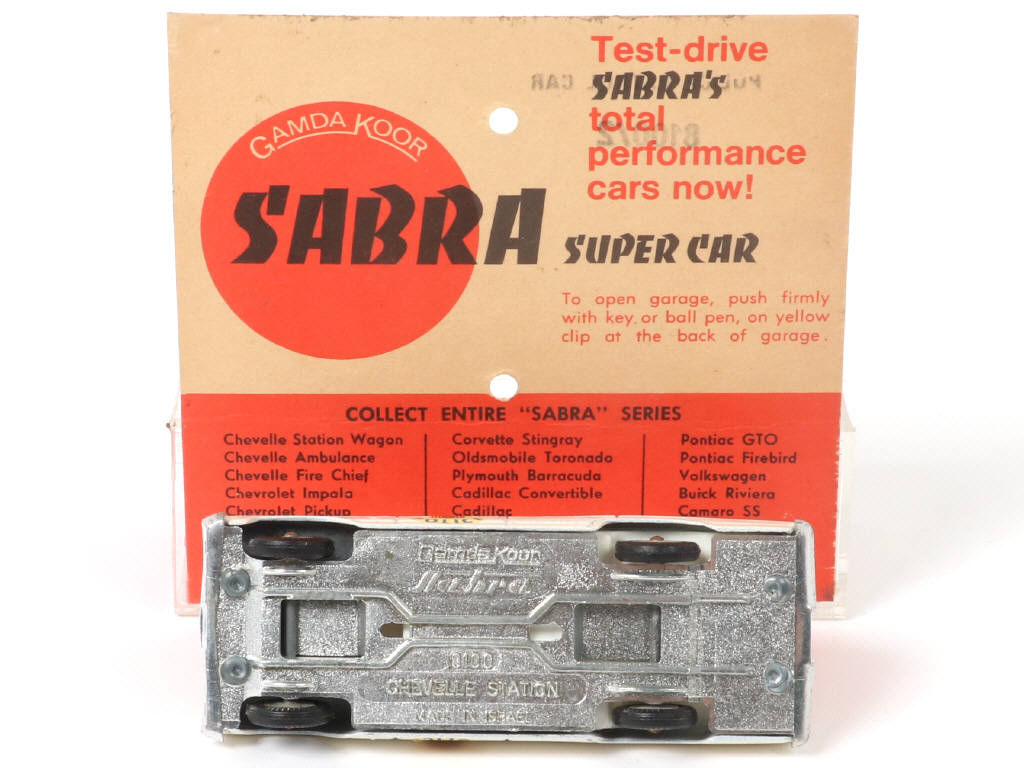 Test-drive
SABRA's
total
performance
cars now!
GAMDA KOOR
SABRA SUPER CAR
To open garage, push firmly
with key or ball pen, on yellow
clip at the back of garage.
COLLECT ENTIRE "SABRA" SERIES
Chevelle Station Wagon
Chevelle Ambulance
Chevelle Fire Chief
Chevrolet Impala
Chevrolet Pickup
Corvette Stingray
Oldsmobile Toronado
Plymouth Barracuda
Cadillac Convertible
Cadillac
Pontiac GTO
Pontiac Firebird
Volkswagen
Buick Riviera
Camaro SS
Gamda Koor
Sabra
8100
CHEVELLE STATION
MADE IN ISRAEL